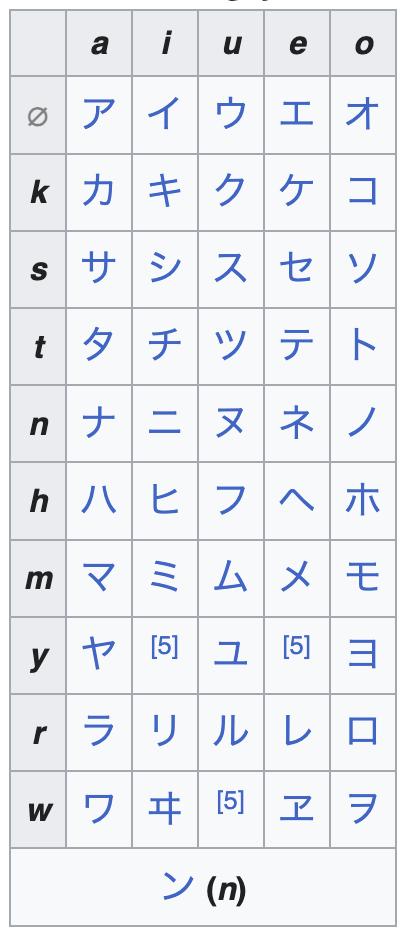 a i u e o
∅ ア イ ウ エ オ
k カ キ ク ケ コ
s サ シ ス セ ソ
t タ チ ツ テ ト
n ナ ニ ヌ ネ ノ
h ハ ヒ フ ヘ ホ
m マ ミ ム メ モ
y ヤ [5] ユ [5] ヨ
r ラ リ ル レ ロ
w ワ ヰ [5] ヱ ヲ
ン (n)